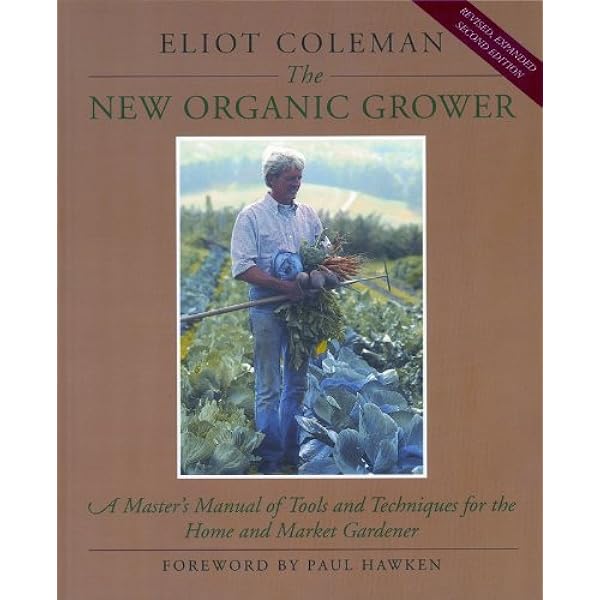 ELIOT COLEMAN
The
NEW ORGANIC GROWER
REVISED, EXPANDED
SECOND EDITION
A Master's Manual of Tools and Techniques for the
Home and Market Gardener
FOREWORD BY PAUL HAWKEN